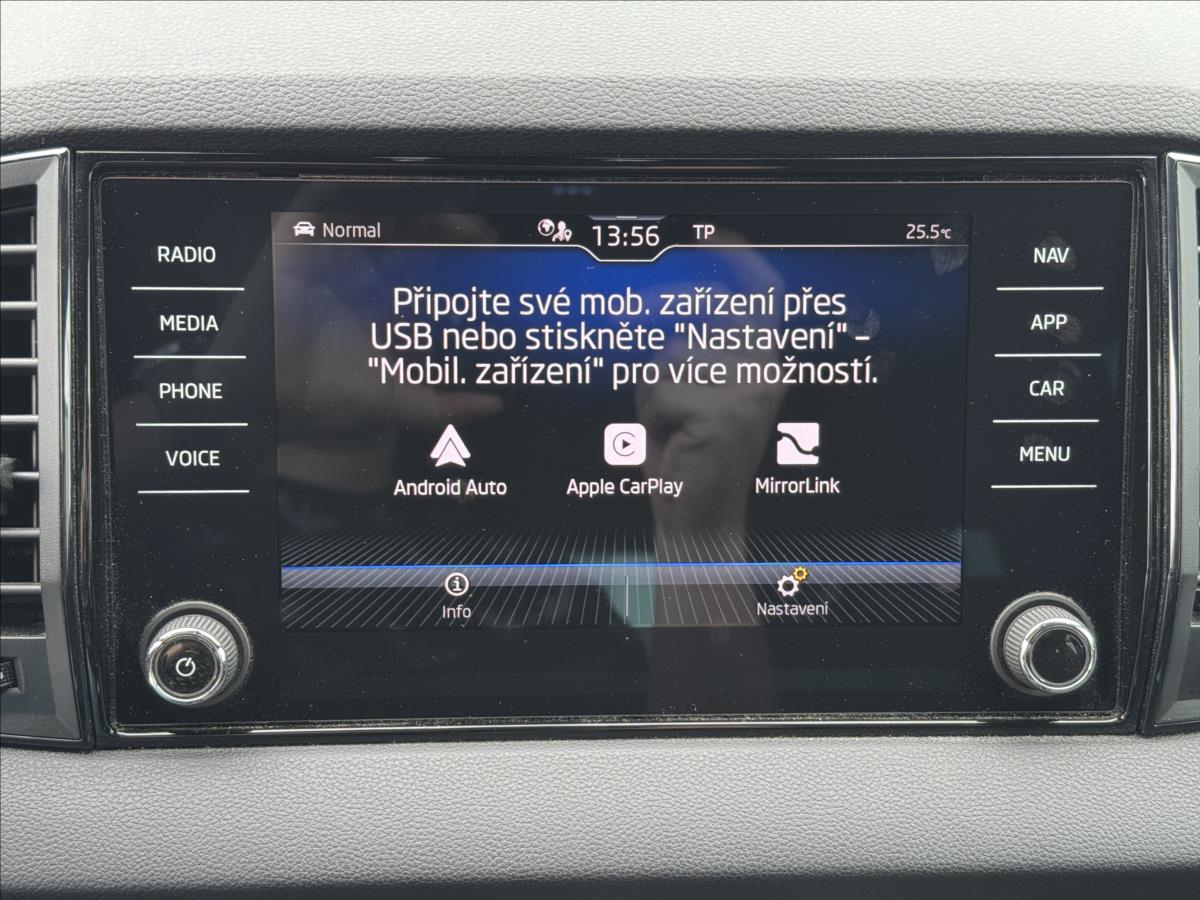 Normal 13:56 TP 25.5°C
RADIO
MEDIA
PHONE
VOICE
Připojte své mob. zařízení přes
USB nebo stiskněte "Nastavení" –
"Mobil. zařízení" pro více možností.
Android Auto Apple CarPlay MirrorLink
Info Nastavení
NAV
APP
CAR
MENU